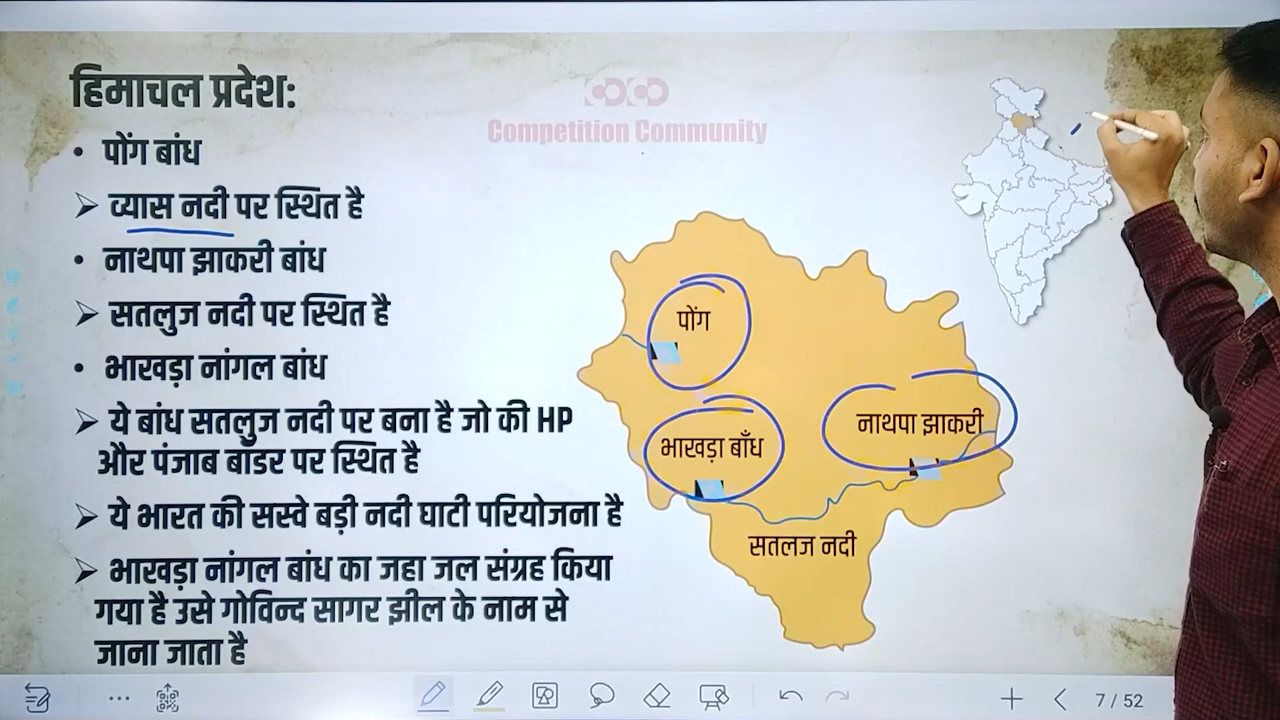 हिमाचल प्रदेश:
Competition Community
• पोंग बांध
➢ व्यास नदी पर स्थित है
• नाथपा झाकरी बांध
➢ सतलुज नदी पर स्थित है
• भाखड़ा नांगल बांध
➢ ये बांध सतलुज नदी पर बना है जो की HP
और पंजाब बॉडर पर स्थित है
➢ ये भारत की सस्वे बड़ी नदी घाटी परियोजना है
➢ भाखड़ा नांगल बांध का जहा जल संग्रह किया
गया है उसे गोविन्द सागर झील के नाम से
जाना जाता है
पोंग
भाखड़ा बाँध
नाथपा झाकरी
सतलज नदी
7 / 52